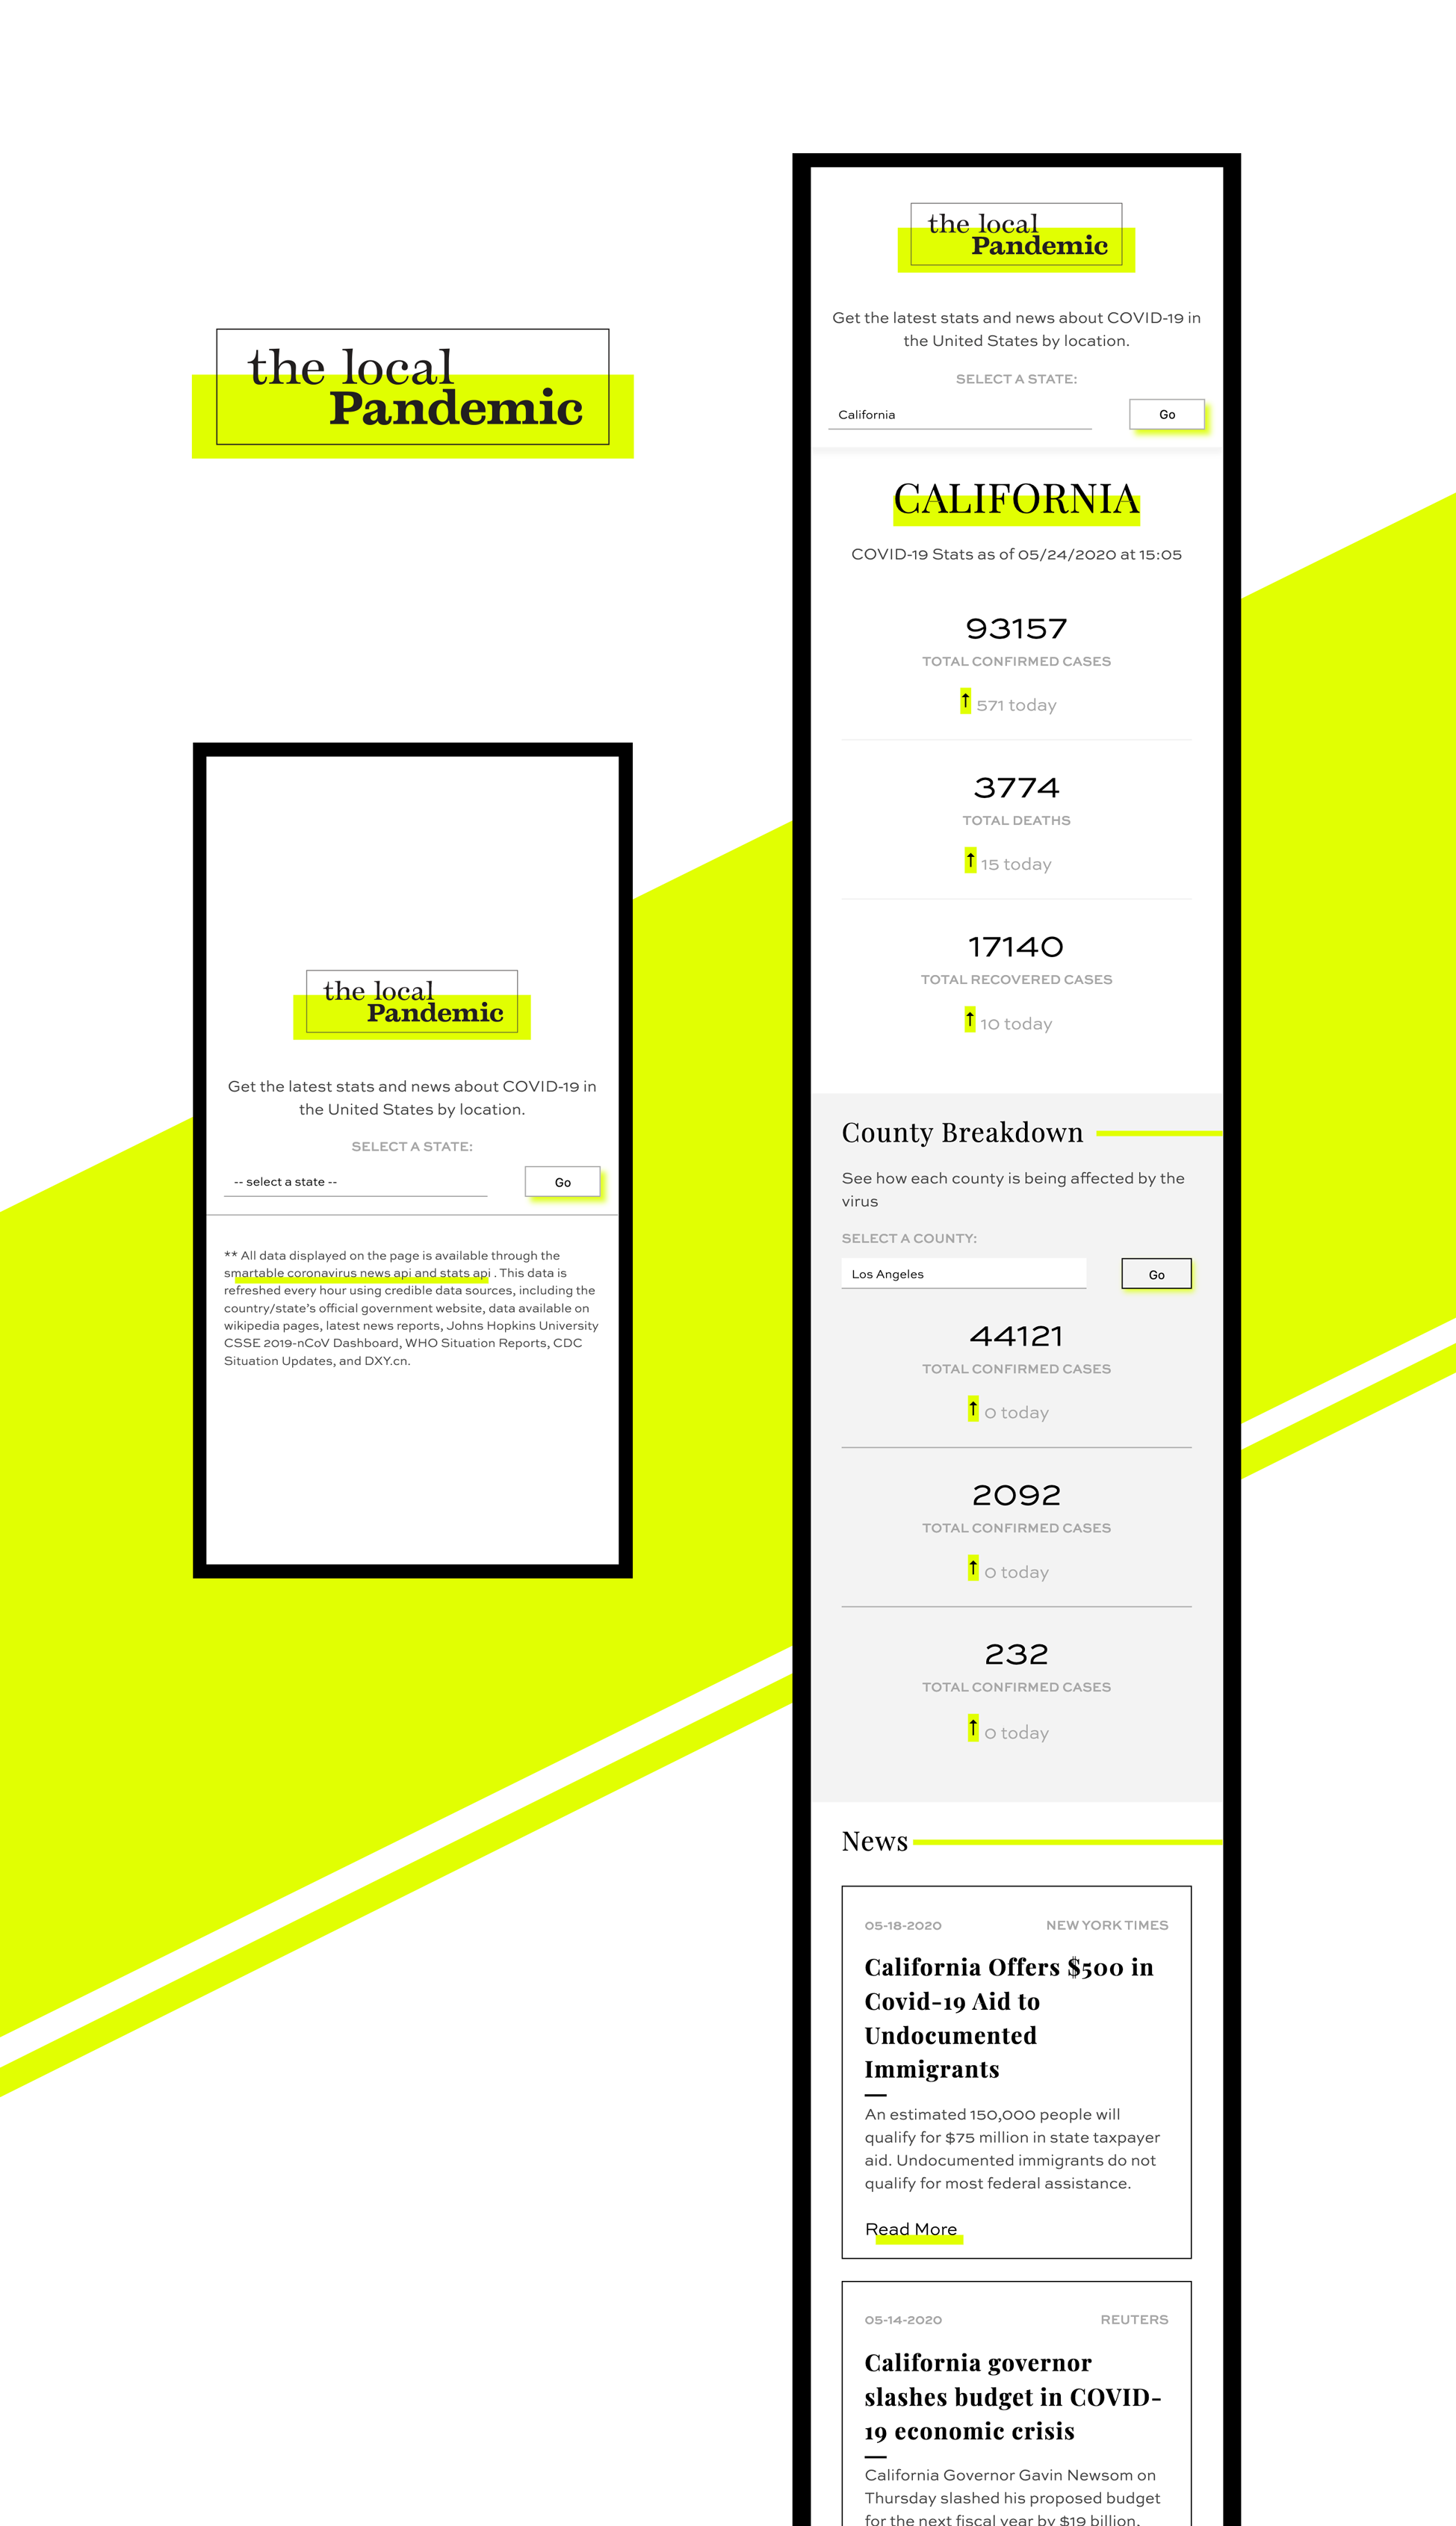 the local
Pandemic
the local
Pandemic
Get the latest stats and news about COVID-19 in
the United States by location.
SELECT A STATE:
-- select a state --
Go
** All data displayed on the page is available through the
smartable coronavirus news api and stats api . This data is
refreshed every hour using credible data sources, including the
country/state’s official government website, data available on
wikipedia pages, latest news reports, Johns Hopkins University
CSSE 2019-nCoV Dashboard, WHO Situation Reports, CDC
Situation Updates, and DXY.cn.
the local
Pandemic
Get the latest stats and news about COVID-19 in
the United States by location.
SELECT A STATE:
California
Go
CALIFORNIA
COVID-19 Stats as of 05/24/2020 at 15:05
93157
TOTAL CONFIRMED CASES
↑ 571 today
3774
TOTAL DEATHS
↑ 15 today
17140
TOTAL RECOVERED CASES
↑ 10 today
County Breakdown
See how each county is being affected by the
virus
SELECT A COUNTY:
Los Angeles
Go
44121
TOTAL CONFIRMED CASES
↑ 0 today
2092
TOTAL CONFIRMED CASES
↑ 0 today
232
TOTAL CONFIRMED CASES
↑ 0 today
News
05-18-2020 NEW YORK TIMES
California Offers $500 in
Covid-19 Aid to
Undocumented
Immigrants
An estimated 150,000 people will
qualify for $75 million in state taxpayer
aid. Undocumented immigrants do not
qualify for most federal assistance.
Read More
05-14-2020 REUTERS
California governor
slashes budget in COVID-
19 economic crisis
California Governor Gavin Newsom on
Thursday slashed his proposed budget
for the next fiscal year by $19 billion,